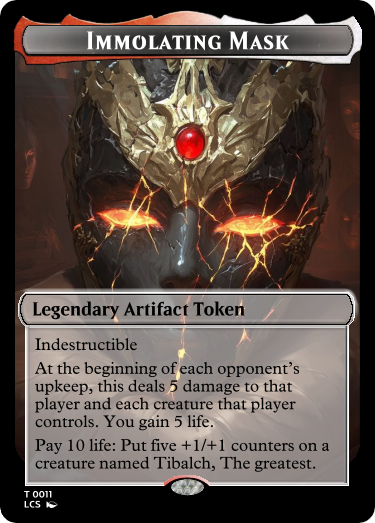 Immolating Mask
Legendary Artifact Token
Indestructible
At the beginning of each opponent's
upkeep, this deals 5 damage to that
player and each creature that player
controls. You gain 5 life.
Pay 10 life: Put five +1/+1 counters on a
creature named Tibalch, The greatest.
T 0011
LCS